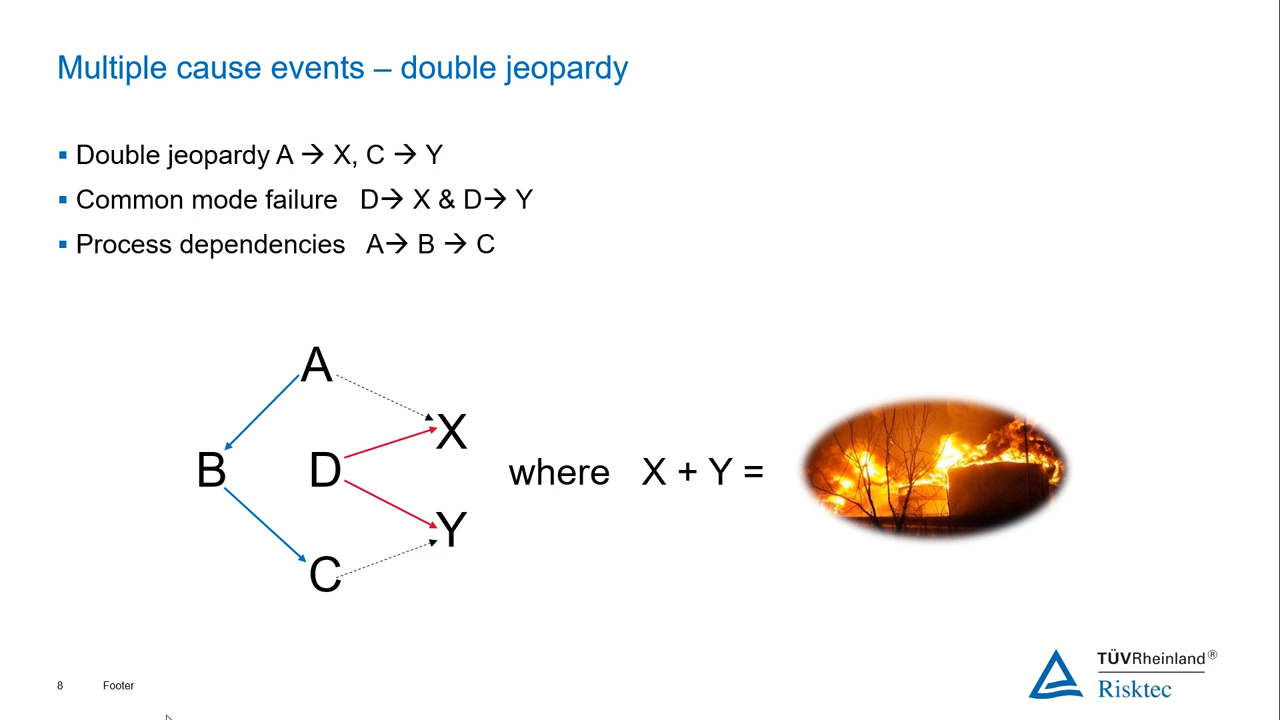 Multiple cause events – double jeopardy
▪ Double jeopardy A → X, C → Y
▪ Common mode failure D→ X & D→ Y
▪ Process dependencies A→ B → C
A
X
B
D
where X + Y =
Y
C
TÜVRheinland®
Risktec
8 Footer